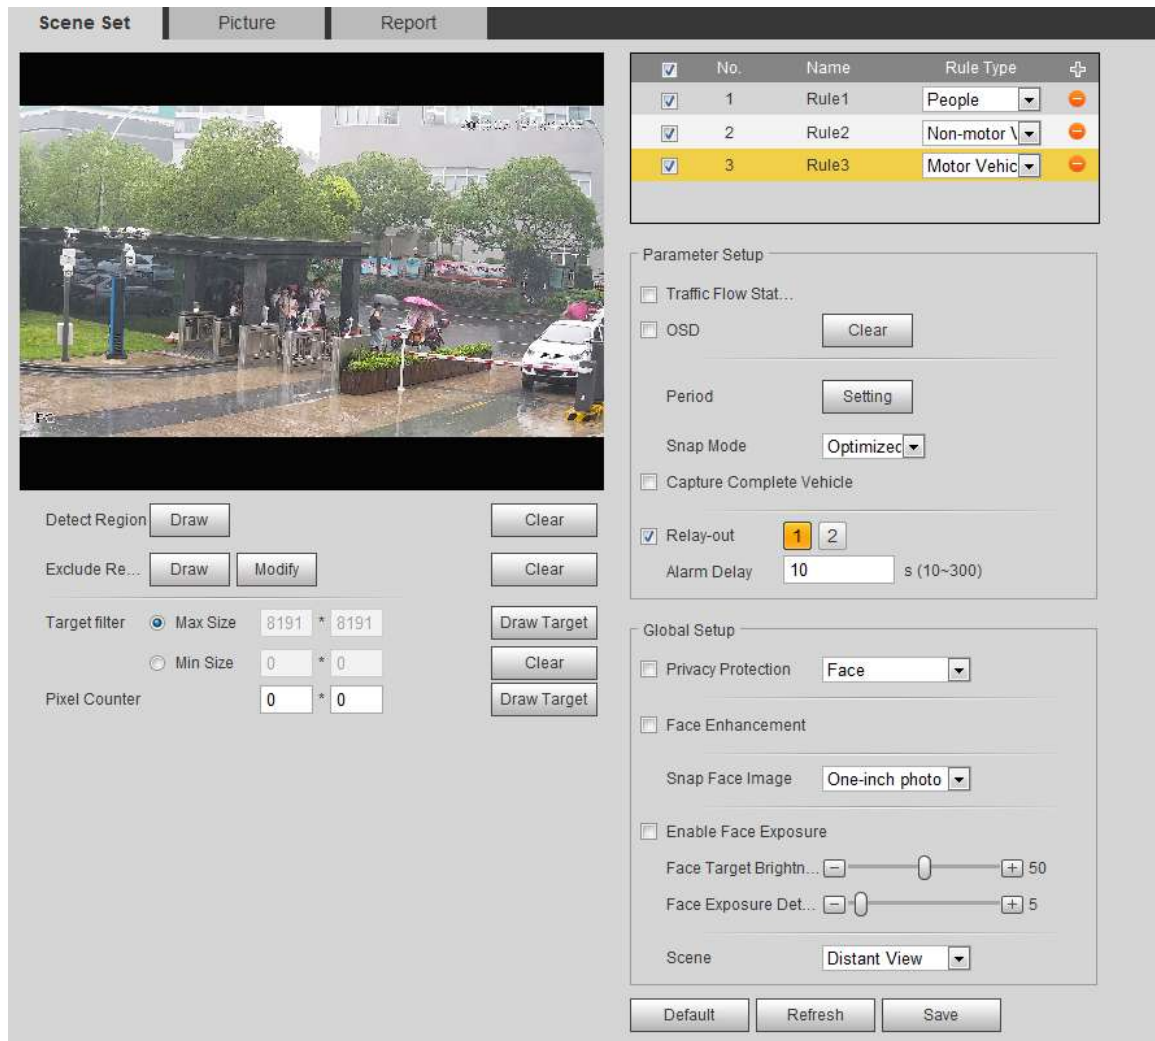 Scene Set Picture Report
No. Name Rule Type
1 Rule1 People
2 Rule2 Non-motor V
3 Rule3 Motor Vehic
Parameter Setup
Traffic Flow Stat...
OSD Clear
Period Setting
Snap Mode Optimized
Capture Complete Vehicle
Relay-out 1 2
Alarm Delay 10 s (10~300)
Detect Region Draw Clear
Exclude Re... Draw Modify Clear
Target filter Max Size 8191 * 8191 Draw Target
Min Size 0 * 0 Clear
Pixel Counter 0 * 0 Draw Target
Global Setup
Privacy Protection Face
Face Enhancement
Snap Face Image One-inch photo
Enable Face Exposure
Face Target Brightn... 50
Face Exposure Det... 5
Scene Distant View
Default Refresh Save